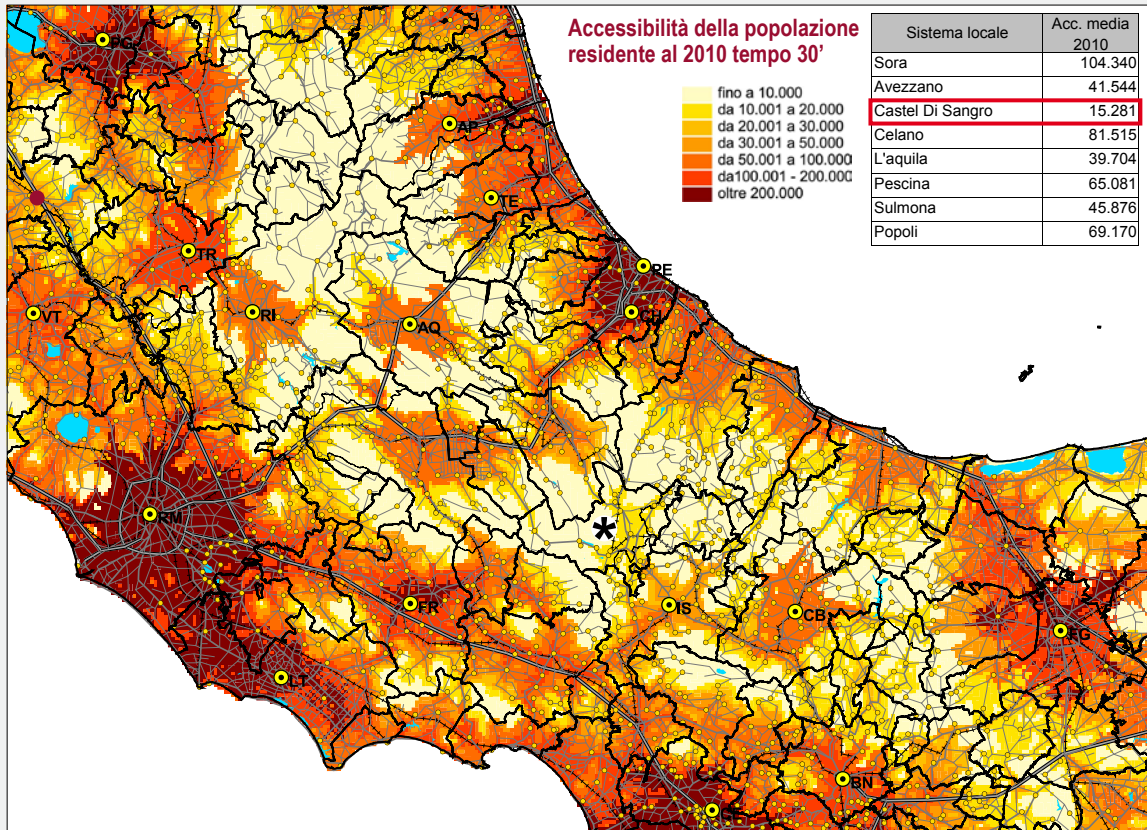 Accessibilità della popolazione
residente al 2010 tempo 30'
fino a 10.000
da 10.001 a 20.000
da 20.001 a 30.000
da 30.001 a 50.000
da 50.001 a 100.000
da100.001 - 200.000
oltre 200.000
Sistema locale Acc. media 2010
Sora 104.340
Avezzano 41.544
Castel Di Sangro 15.281
Celano 81.515
L'aquila 39.704
Pescina 65.081
Sulmona 45.876
Popoli 69.170
PG
AP
TE
TR
PE
VT
RI
AQ
CH
*
RM
FR
IS
CB
FG
LT
BN
CE